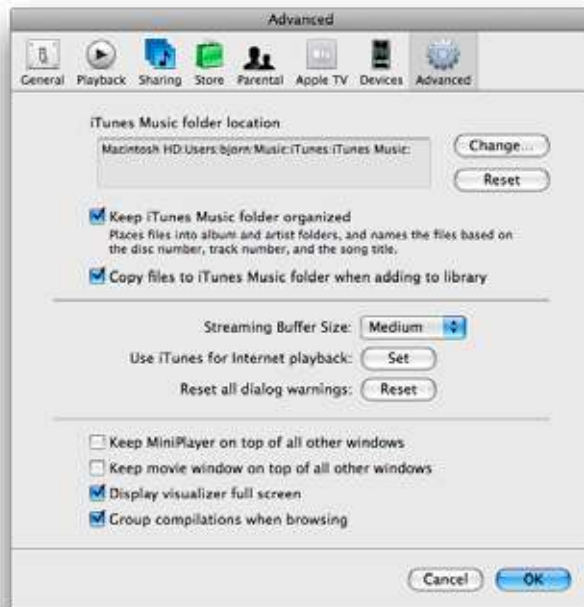 Advanced
General Playback Sharing Store Parental Apple TV Devices Advanced
iTunes Music folder location
Macintosh HD:Users:bjorn:Music:iTunes:iTunes Music:
Change...
Reset
Keep iTunes Music folder organized
Places files into album and artist folders, and names the files based on
the disc number, track number, and the song title.
Copy files to iTunes Music folder when adding to library
Streaming Buffer Size: Medium
Use iTunes for Internet playback: Set
Reset all dialog warnings: Reset
Keep MiniPlayer on top of all other windows
Keep movie window on top of all other windows
Display visualizer full screen
Group compilations when browsing
Cancel OK